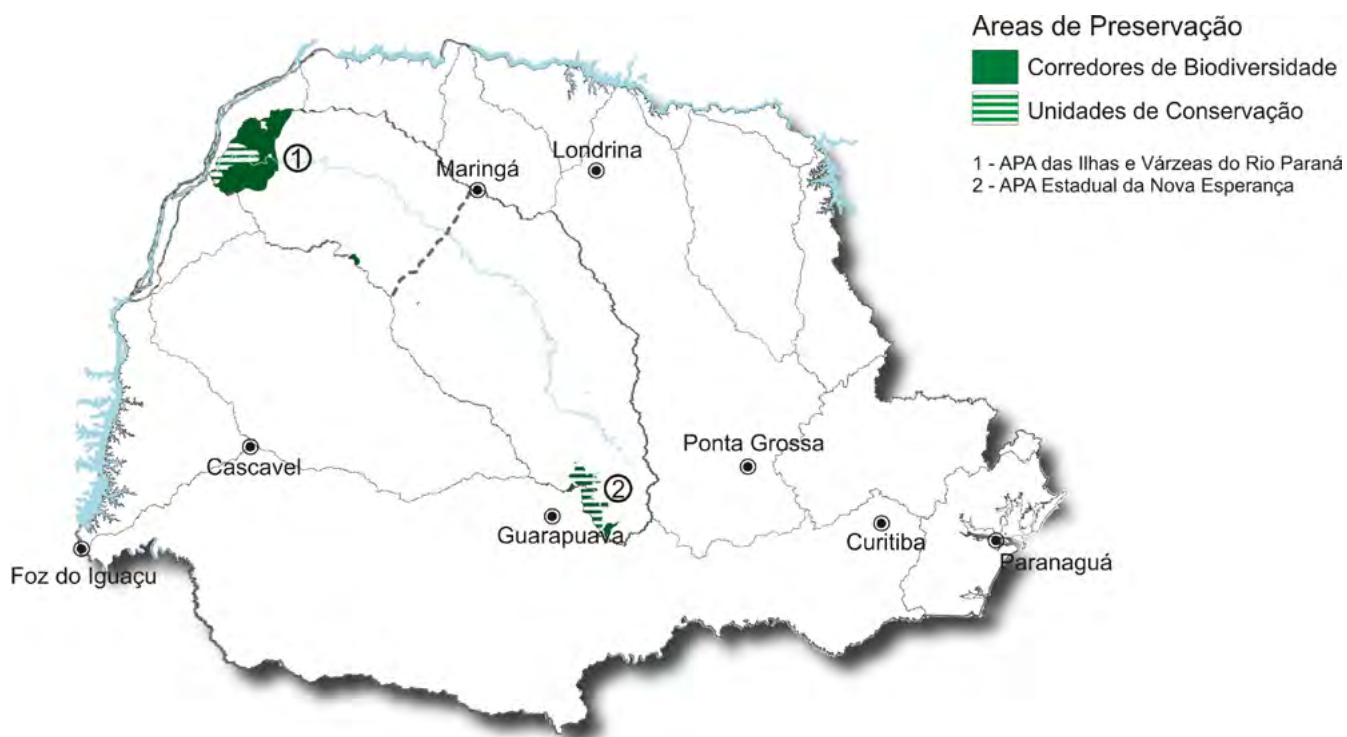 Areas de Preservação
Corredores de Biodiversidade
Unidades de Conservação
1 - APA das Ilhas e Várzeas do Rio Paraná
2 - APA Estadual da Nova Esperança
1
Maringá
Londrina
Cascavel
Ponta Grossa
2
Guarapuava
Curitiba
Foz do Iguaçu
Paranaguá